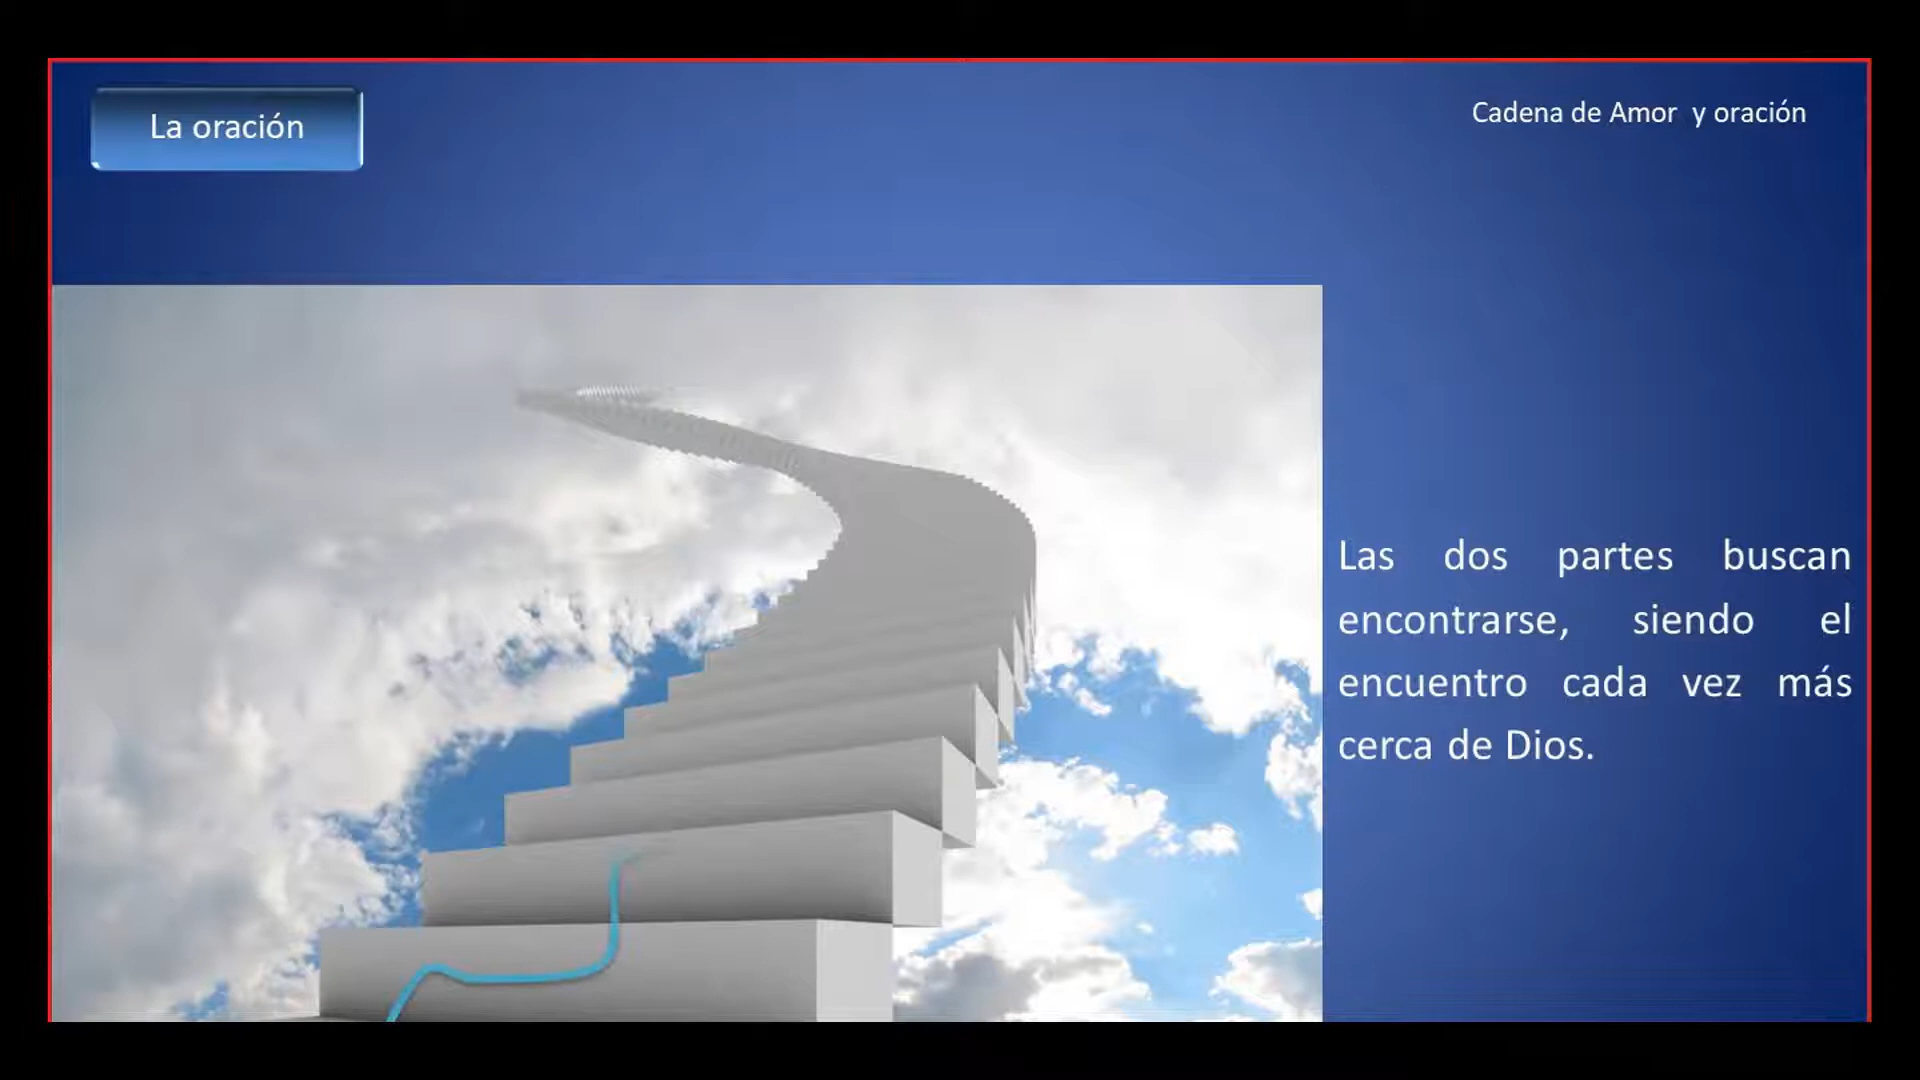 La oración
Cadena de Amor  y oración
Las dos partes buscan
encontrarse, siendo el
encuentro cada vez más
cerca de Dios.